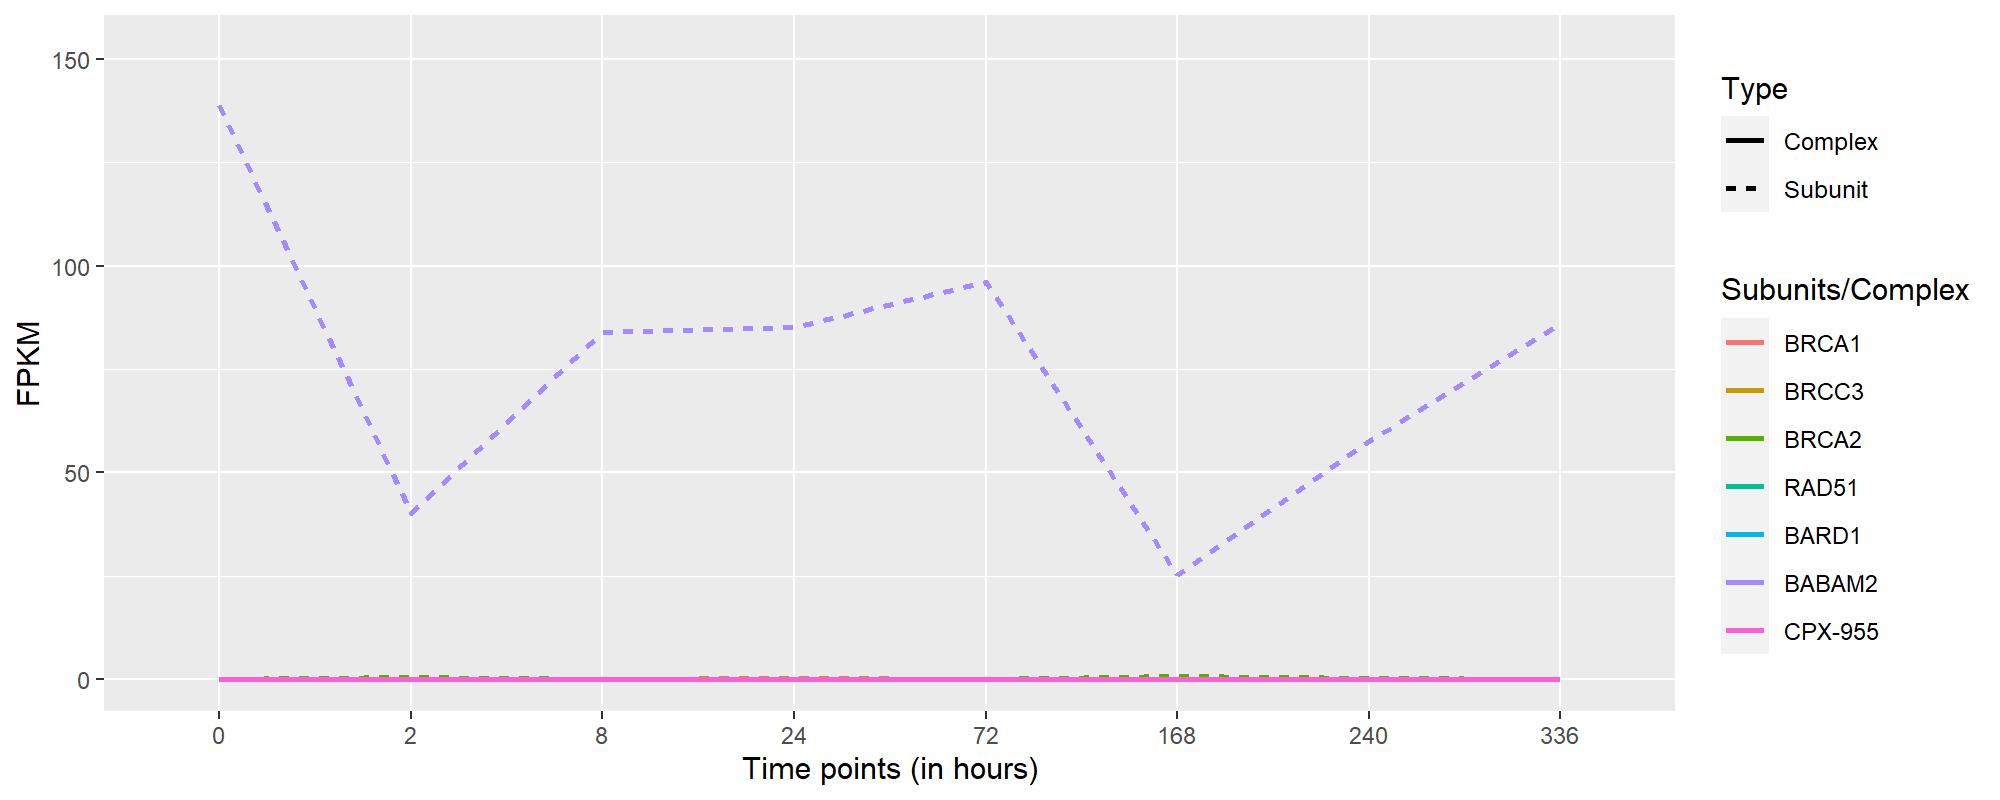 150
100
50
0
FPKM
0 2 8 24 72 168 240 336
Time points (in hours)
Type
Complex
Subunit
Subunits/Complex
BRCA1
BRCC3
BRCA2
RAD51
BARD1
BABAM2
CPX-955